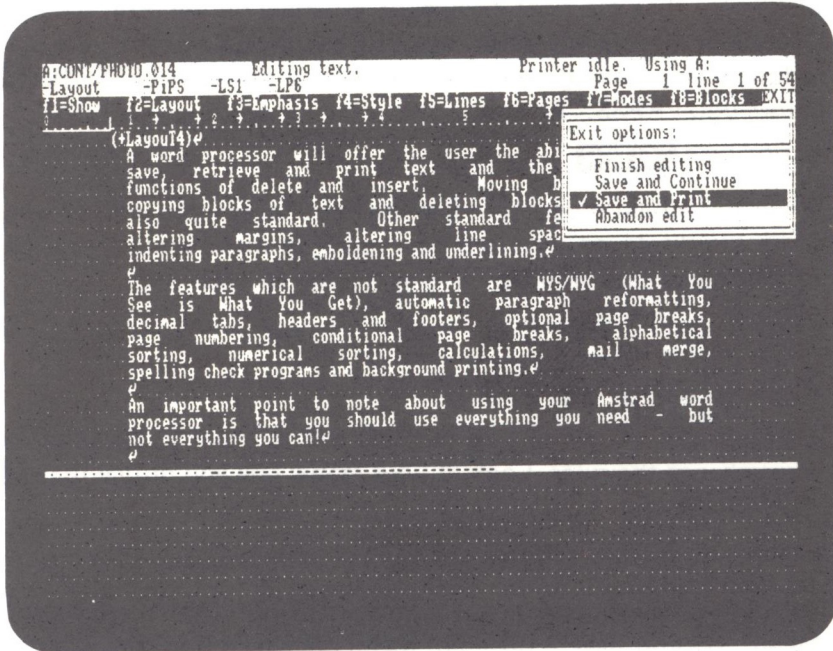 A:CONT/PHOTO.014 Editing text. Printer idle. Using A:
-Layout -PiPS -LS1 -LP6 Page 1 line 1 of 54
f1=Show f2=Layout f3=Emphasis f4=Style f5=Lines f6=Pages f7=Modes f8=Blocks EXIT
0 1 2 3 4 5
(+LayouT4)
A word processor will offer the user the abi
save, retrieve and print text and the
functions of delete and insert. Moving b
copying blocks of text and deleting blocks
also quite standard. Other standard fe
altering margins, altering line spac
indenting paragraphs, emboldening and underlining.
The features which are not standard are WYS/WYG (What You
See is What You Get), automatic paragraph reformatting,
decimal tabs, headers and footers, optional page breaks,
page numbering, conditional page breaks, alphabetical
sorting, numerical sorting, calculations, mail merge,
spelling check programs and background printing.
An important point to note about using your Amstrad word
processor is that you should use everything you need - but
not everything you can!
Exit options:
Finish editing
Save and Continue
✓ Save and Print
Abandon edit